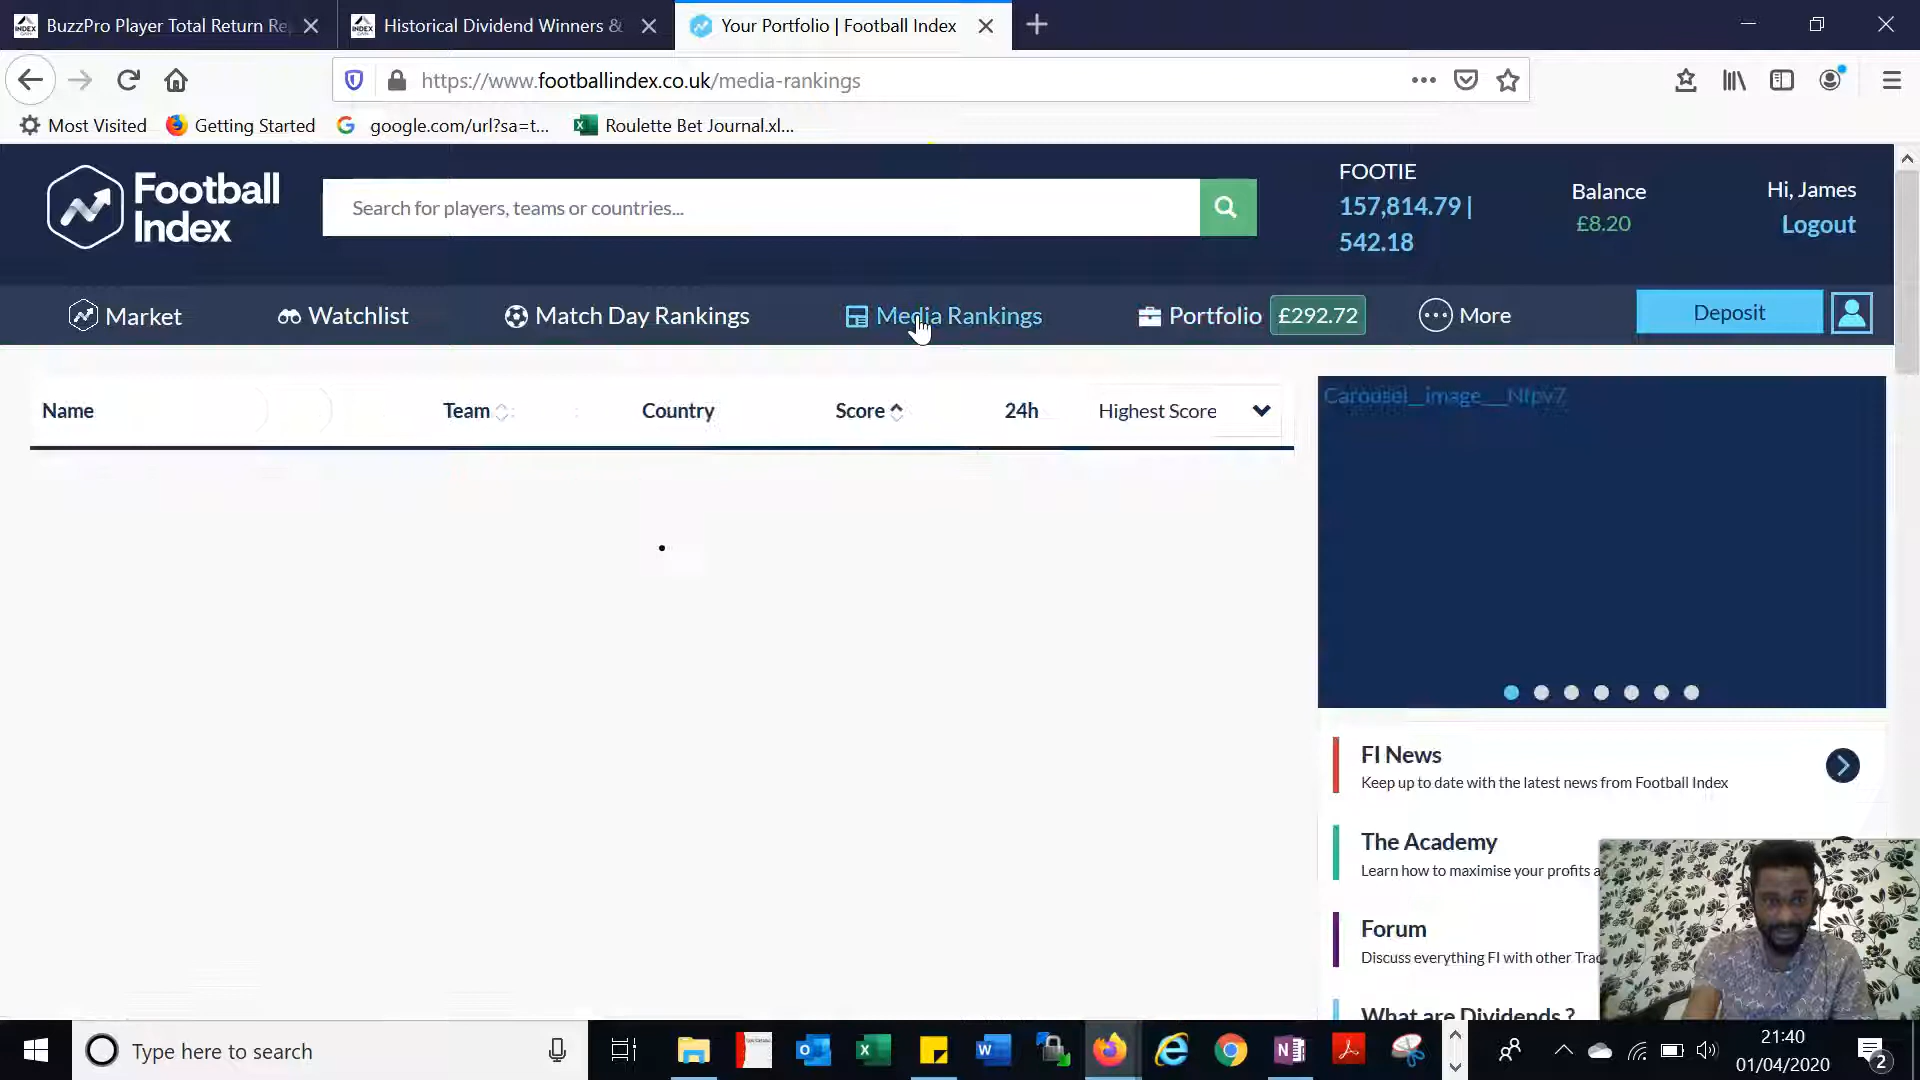 BuzzPro Player Total Return Re
Historical Dividend Winners &
Your Portfolio | Football Index
https://www.footballindex.co.uk/media-rankings
Most Visited
Getting Started
google.com/url?sa=t...
Roulette Bet Journal.xl...
Football
Index
Search for players, teams or countries...
FOOTIE
157,814.79 |
542.18
Balance
£8.20
Hi, James
Logout
Market
Watchlist
Match Day Rankings
Media Rankings
Portfolio
£292.72
More
Deposit
Name
Team
Country
Score
24h
Highest Score
Carousel__image___Nfpv7
FI News
Keep up to date with the latest news from Football Index
The Academy
Learn how to maximise your profits a
Forum
Discuss everything FI with other Trac
What are Dividends ?
Type here to search
21:40
01/04/2020
2